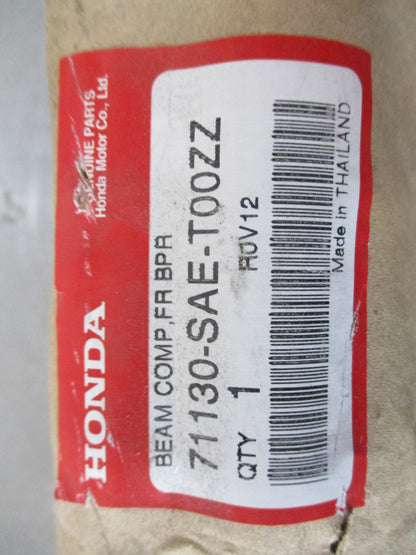 HONDA
GENUINE PARTS
Honda Motor Co., Ltd.
BEAM COMP,FR BPR
71130-SAE-T00ZZ
QTY 1
R0V12
Made in THAILAND